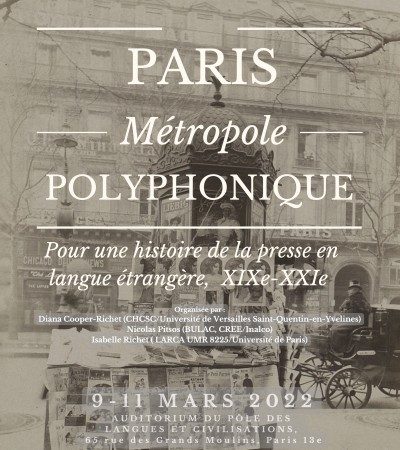 PARIS
Métropole
POLYPHONIQUE
Pour une histoire de la presse en
langue étrangère, XIXe-XXIe
Organisée par:
Diana Cooper-Richet (CHCSC/Université de Versailles Saint-Quentin-en-Yvelines)
Nicolas Pitsos (BULAC, CREE/Inalco)
Isabelle Richet ( LARCA UMR 8225/Université de Paris)
9-11 MARS 2022
AUDITORIUM DU PÔLE DES
LANGUES ET CIVILISATIONS,
65 rue des Grands Moulins, Paris 13e
CHICAGO
PARIS